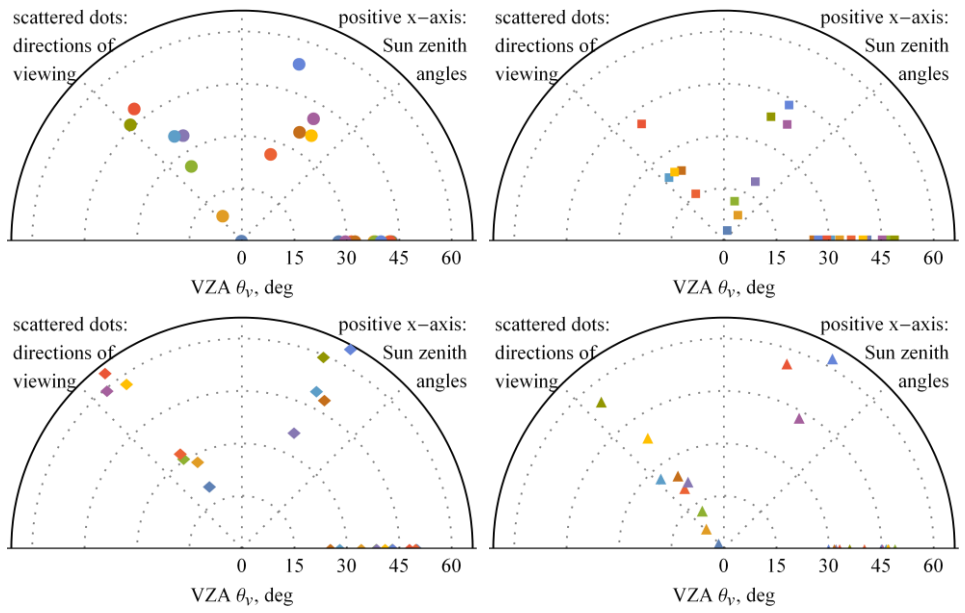 scattered dots:
directions of
viewing
positive x−axis:
Sun zenith
angles
0 15 30 45 60
VZA θv, deg
scattered dots:
directions of
viewing
positive x−axis:
Sun zenith
angles
0 15 30 45 60
VZA θv, deg
scattered dots:
directions of
viewing
positive x−axis:
Sun zenith
angles
0 15 30 45 60
VZA θv, deg
scattered dots:
directions of
viewing
positive x−axis:
Sun zenith
angles
0 15 30 45 60
VZA θv, deg